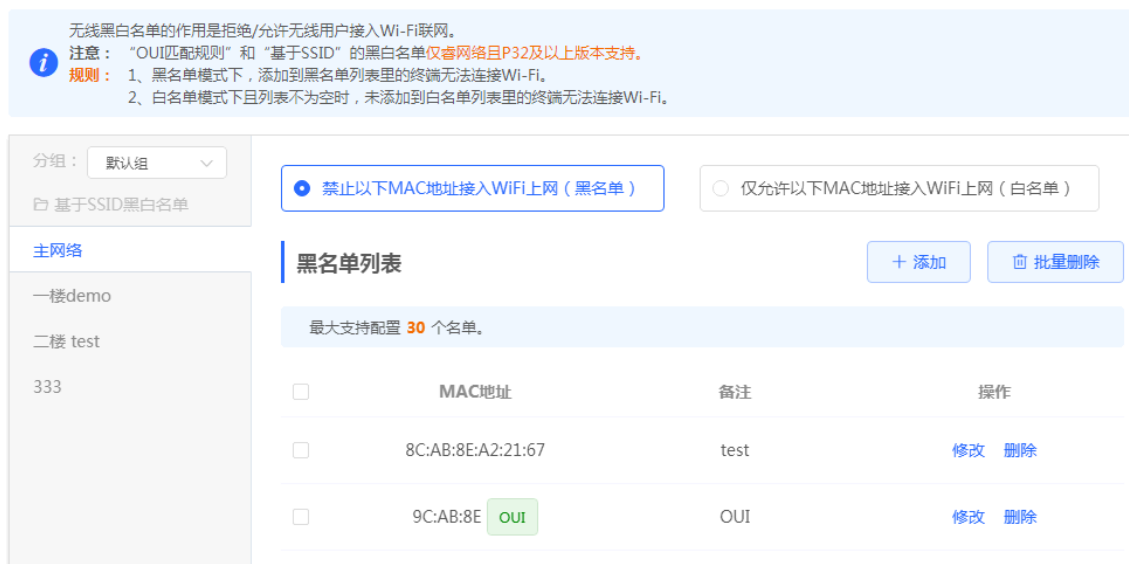 无线黑白名单的作用是拒绝/允许无线用户接入Wi-Fi联网。
注意： “OUI匹配规则”和“基于SSID”的黑白名单仅睿网络且P32及以上版本支持。
规则： 1、黑名单模式下，添加到黑名单列表里的终端无法连接Wi-Fi。
2、白名单模式下且列表不为空时，未添加到白名单列表里的终端无法连接Wi-Fi。
分组： 默认组
基于SSID黑白名单
主网络
一楼demo
二楼 test
333
禁止以下MAC地址接入WiFi上网（黑名单） 仅允许以下MAC地址接入WiFi上网（白名单）
黑名单列表 添加 批量删除
最大支持配置 30 个名单。
MAC地址 备注 操作
8C:AB:8E:A2:21:67 test 修改 删除
9C:AB:8E OUI OUI 修改 删除